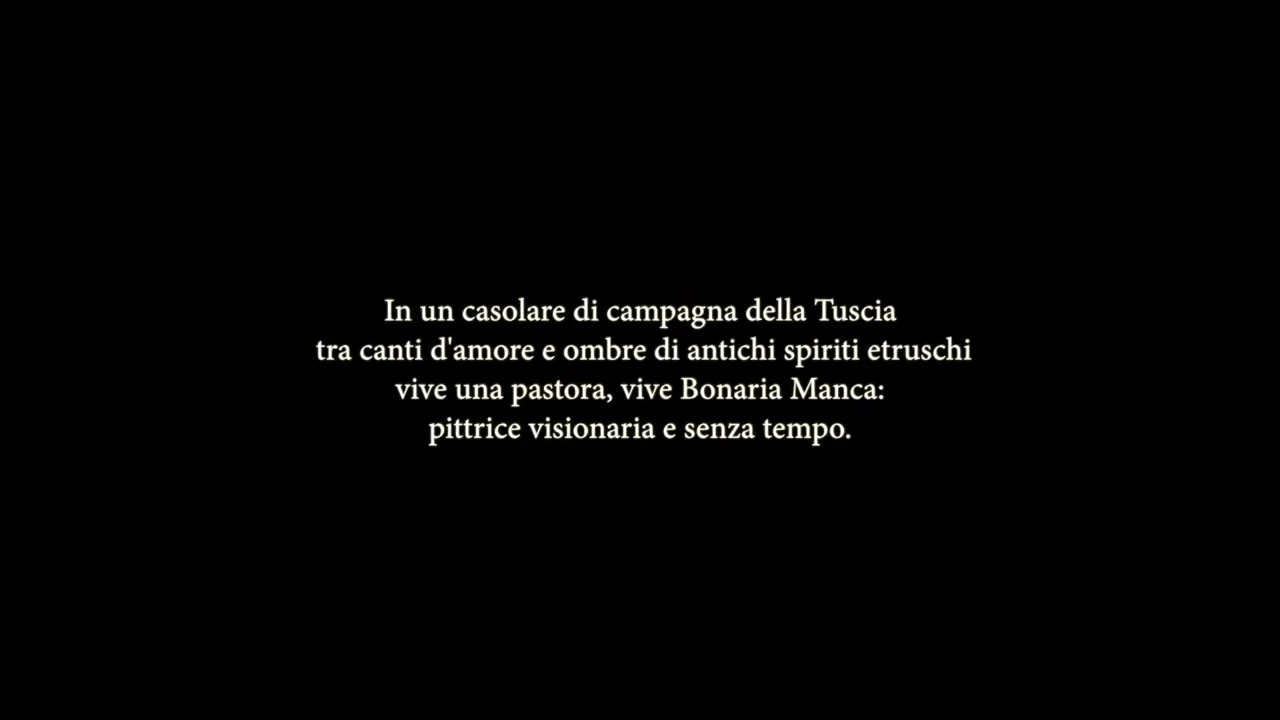 In un casolare di campagna della Tuscia
tra canti d'amore e ombre di antichi spiriti etruschi
vive una pastora, vive Bonaria Manca:
pittrice visionaria e senza tempo.